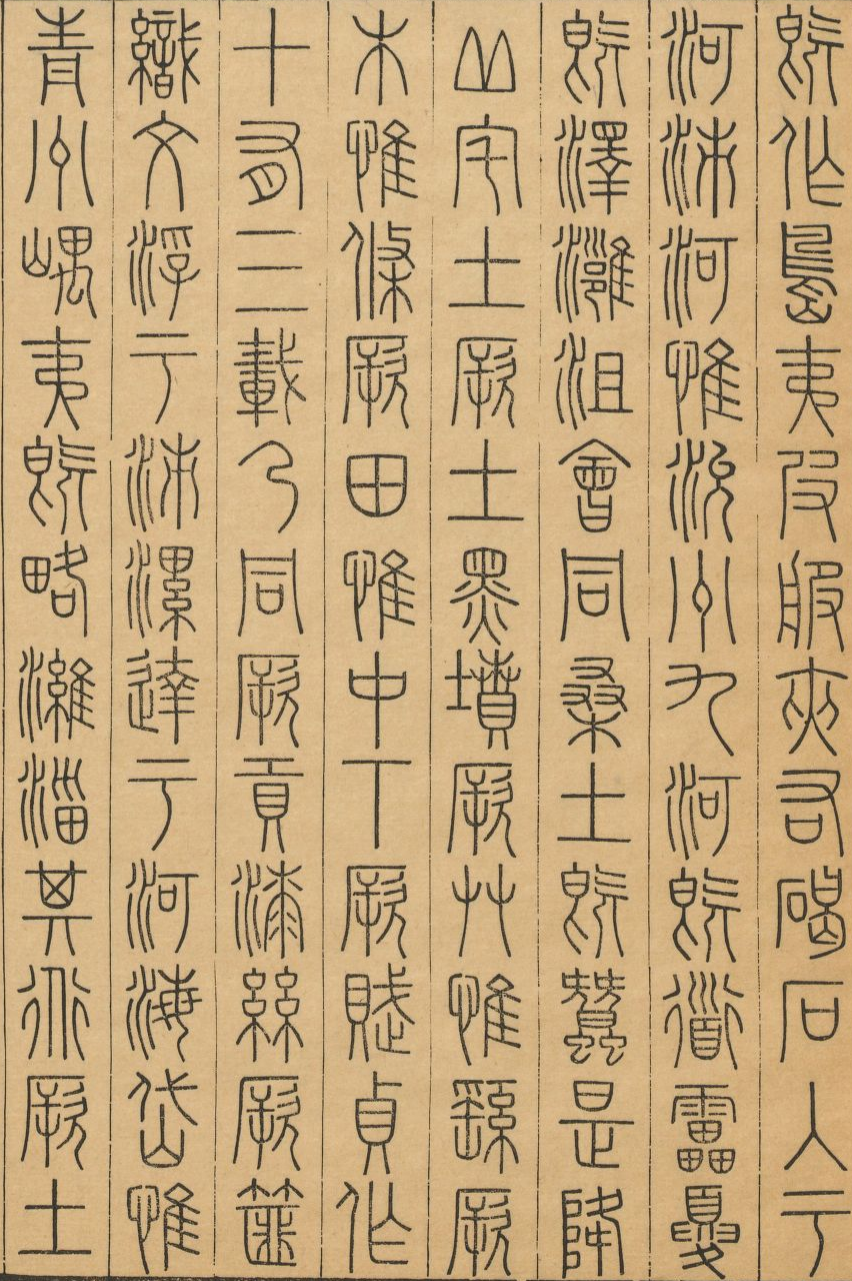 既作島夷皮服夾右碣石入于
河泲河惟沇州九河既道雷夏
既澤灉沮會同桑土既蠶是降
丘宅土厥土黑墳厥艸惟繇厥
木惟條厥田惟中下厥賦貞作
十有三載乃同厥貢漆絲厥篚
織文浮于泲漯達于河海岱惟
青州嵎夷既略濰淄其道厥土